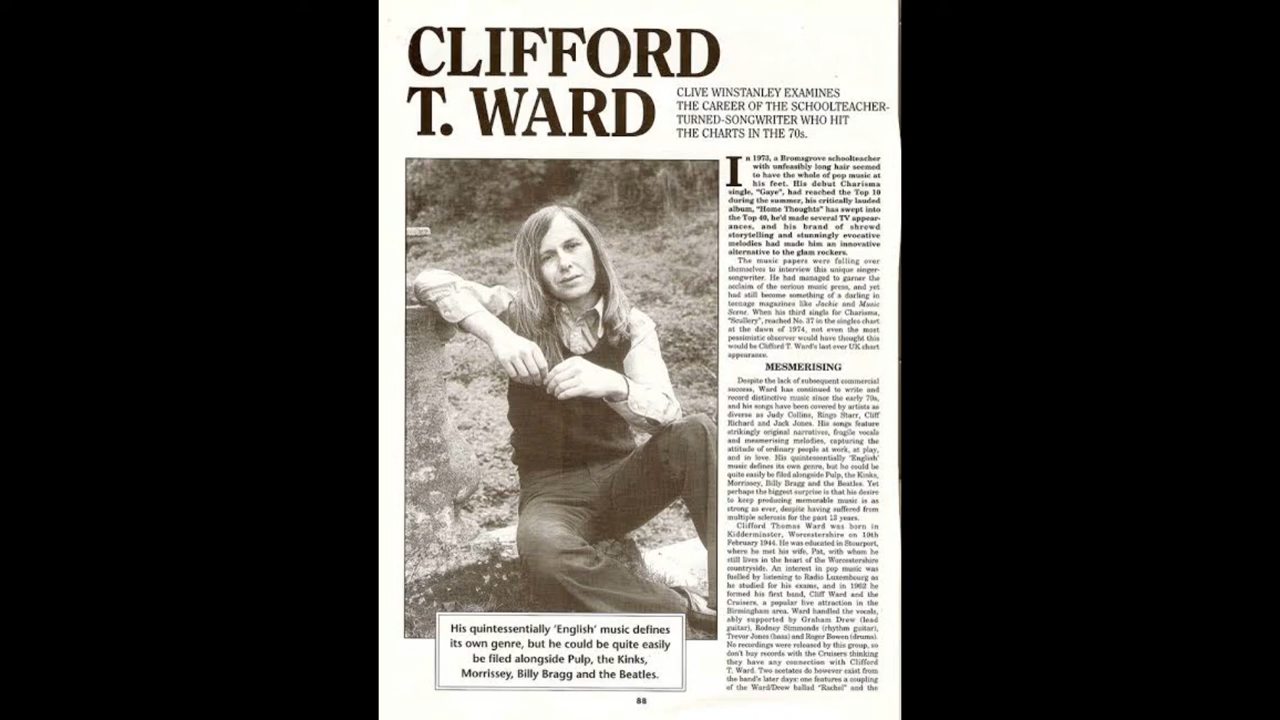 CLIFFORD
T. WARD
CLIVE WINSTANLEY EXAMINES
THE CAREER OF THE SCHOOLTEACHER-
TURNED-SONGWRITER WHO HIT
THE CHARTS IN THE 70s.
In 1973, a Bromsgrove schoolteacher
with unfeasibly long hair seemed
to have the whole of pop music at
his feet. His debut Charisma
single, "Gaye", had reached the Top 10
during the summer, his critically lauded
album, "Home Thoughts" has swept into
the Top 40, he'd made several TV appear-
ances, and his brand of shrewd
storytelling and stunningly evocative
melodies had made him an innovative
alternative to the glam rockers.
The music papers were falling over
themselves to interview this unique singer-
songwriter. He had managed to garner the
acclaim of the serious music press, and yet
had still become something of a darling in
teenage magazines like Jackie and Music
Scene. When his third single for Charisma,
"Scullery", reached No. 37 in the singles chart
at the dawn of 1974, not even the most
pessimistic observer would have thought this
would be Clifford T. Ward's last ever UK chart
appearance.
MESMERISING
Despite the lack of subsequent commercial
success, Ward has continued to write and
record distinctive music since the early 70s,
and his songs have been covered by artists as
diverse as Judy Collins, Ringo Starr, Cliff
Richard and Jack Jones. His songs feature
strikingly original narratives, fragile vocals
and mesmerising melodies, capturing the
attitude of ordinary people at work, at play,
and in love. His quintessentially 'English'
music defines its own genre, but he could be
quite easily be filed alongside Pulp, the Kinks,
Morrissey, Billy Bragg and the Beatles. Yet
perhaps the biggest surprise is that his desire
to keep producing memorable music is as
strong as ever, despite having suffered from
multiple sclerosis for the past 13 years.
Clifford Thomas Ward was born in
Kidderminster, Worcestershire on 10th
February 1944. He was educated in Stourport,
where he met his wife, Pat, with whom he
still lives in the heart of the Worcestershire
countryside. An interest in pop music was
fuelled by listening to Radio Luxembourg as
he studied for his exams, and in 1962 he
formed his first band, Cliff Ward and the
Cruisers, a popular live attraction in the
Birmingham area. Ward handled the vocals,
ably supported by Graham Drew (lead
guitar), Rodney Simmonds (rhythm guitar),
Trevor Jones (bass) and Roger Bowen (drums).
No recordings were released by this group, so
don't buy records with the Cruisers thinking
they have any connection with Clifford
T. Ward. Two acetates do however exist from
the band's later days: one features a coupling
of the Ward/Drew ballad "Rachel" and the
His quintessentially 'English' music defines
its own genre, but he could be quite easily
be filed alongside Pulp, the Kinks,
Morrissey, Billy Bragg and the Beatles.
88